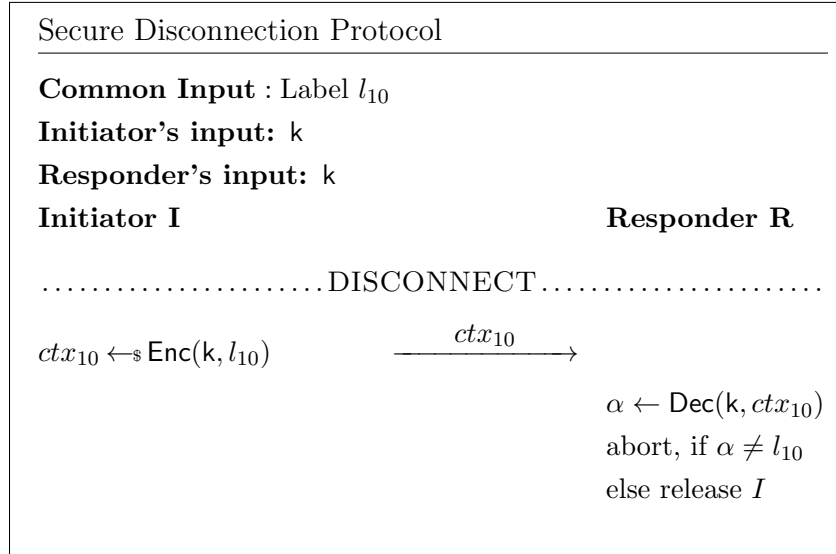 Secure Disconnection Protocol
Common Input : Label l₁₀
Initiator's input: k
Responder's input: k
Initiator I Responder R
.......................DISCONNECT.......................
ctx₁₀ ←$ Enc(k, l₁₀) ctx₁₀
α ← Dec(k, ctx₁₀)
abort, if α ≠ l₁₀
else release I